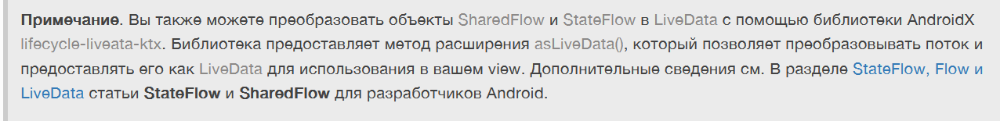 Примечание. Вы также можете преобразовать объекты SharedFlow и StateFlow в LiveData с помощью библиотеки AndroidX
lifecycle-liveata-ktx. Библиотека предоставляет метод расширения asLiveData(), который позволяет преобразовывать поток и
предоставлять его как LiveData для использования в вашем view. Дополнительные сведения см. В разделе StateFlow, Flow и
LiveData статьи StateFlow и SharedFlow для разработчиков Android.